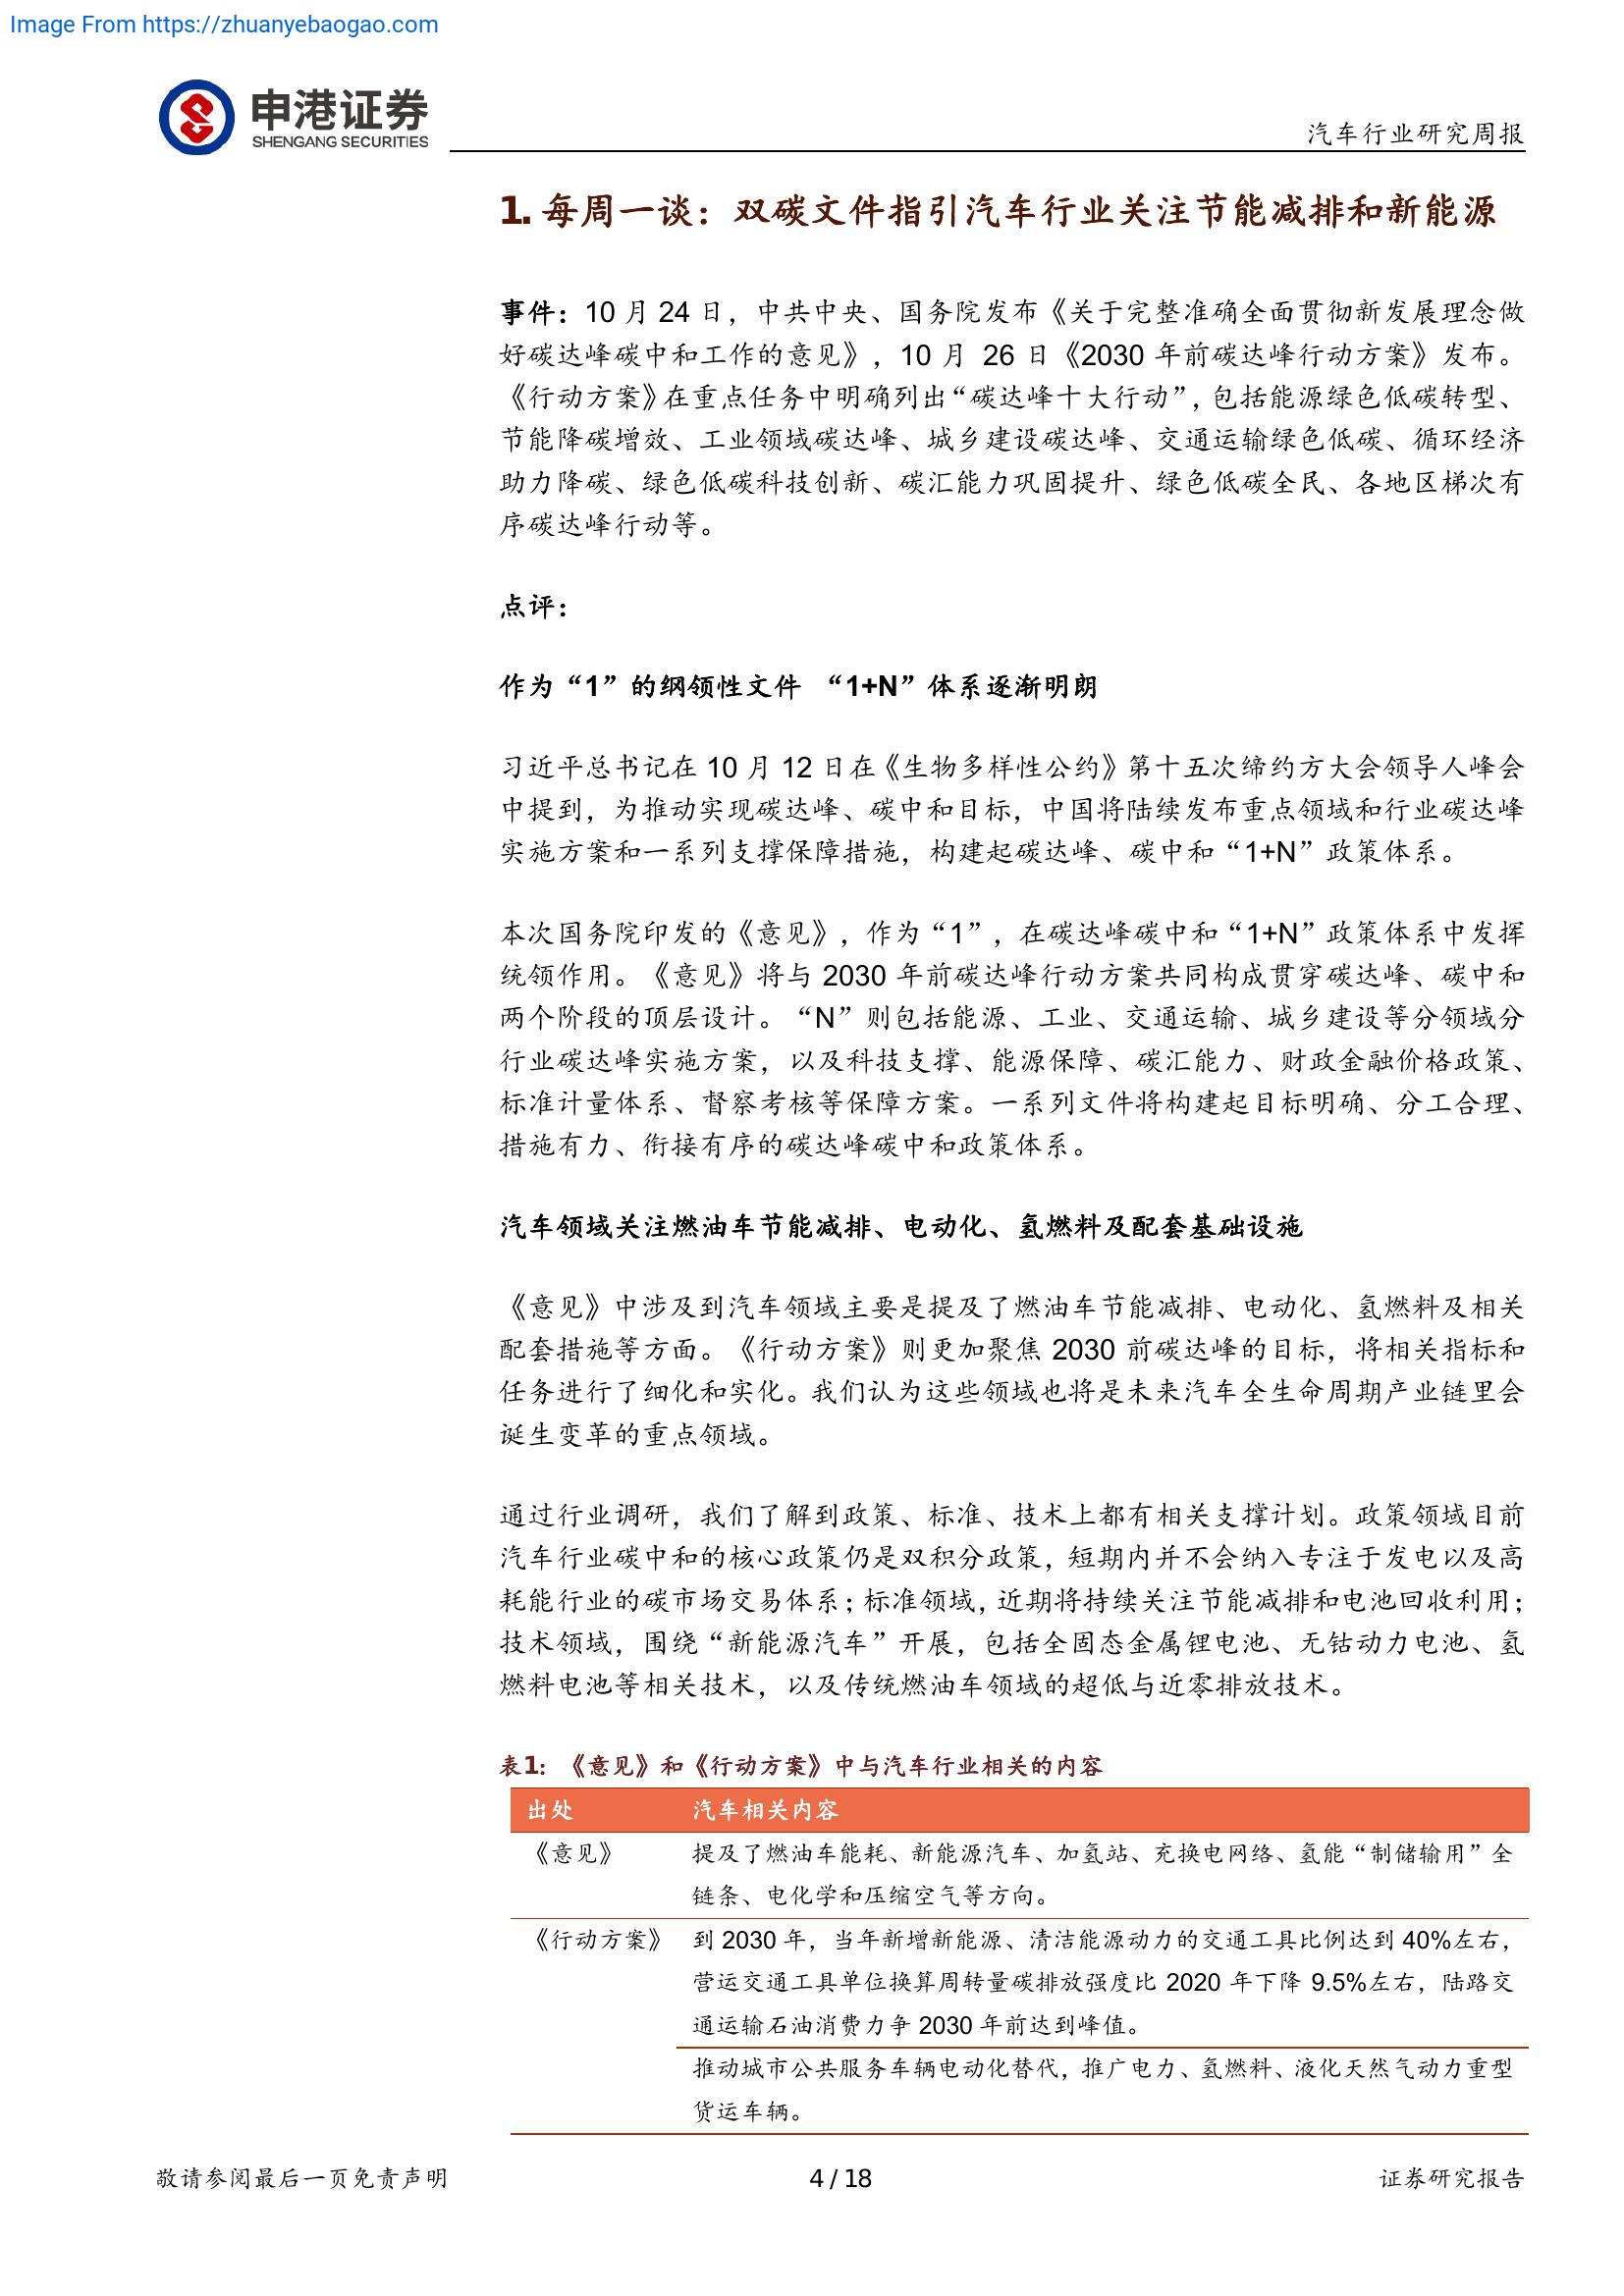 Image From https://zhuanyebaogao.com
申港证券
SHENGANG SECURITIES
汽车行业研究周报
1. 每周一谈：双碳文件指引汽车行业关注节能减排和新能源
事件：10 月 24 日，中共中央、国务院发布《关于完整准确全面贯彻新发展理念做
好碳达峰碳中和工作的意见》，10 月 26 日《2030 年前碳达峰行动方案》发布。
《行动方案》在重点任务中明确列出“碳达峰十大行动”，包括能源绿色低碳转型、
节能降碳增效、工业领域碳达峰、城乡建设碳达峰、交通运输绿色低碳、循环经济
助力降碳、绿色低碳科技创新、碳汇能力巩固提升、绿色低碳全民、各地区梯次有
序碳达峰行动等。
点评：
作为“1”的纲领性文件 “1+N”体系逐渐明朗
习近平总书记在 10 月 12 日在《生物多样性公约》第十五次缔约方大会领导人峰会
中提到，为推动实现碳达峰、碳中和目标，中国将陆续发布重点领域和行业碳达峰
实施方案和一系列支撑保障措施，构建起碳达峰、碳中和“1+N”政策体系。
本次国务院印发的《意见》，作为“1”，在碳达峰碳中和“1+N”政策体系中发挥
统领作用。《意见》将与 2030 年前碳达峰行动方案共同构成贯穿碳达峰、碳中和
两个阶段的顶层设计。“N”则包括能源、工业、交通运输、城乡建设等分领域分
行业碳达峰实施方案，以及科技支撑、能源保障、碳汇能力、财政金融价格政策、
标准计量体系、督察考核等保障方案。一系列文件将构建起目标明确、分工合理、
措施有力、衔接有序的碳达峰碳中和政策体系。
汽车领域关注燃油车节能减排、电动化、氢燃料及配套基础设施
《意见》中涉及到汽车领域主要是提及了燃油车节能减排、电动化、氢燃料及相关
配套措施等方面。《行动方案》则更加聚焦 2030 前碳达峰的目标，将相关指标和
任务进行了细化和实化。我们认为这些领域也将是未来汽车全生命周期产业链里会
诞生变革的重点领域。
通过行业调研，我们了解到政策、标准、技术上都有相关支撑计划。政策领域目前
汽车行业碳中和的核心政策仍是双积分政策，短期内并不会纳入专注于发电以及高
耗能行业的碳市场交易体系；标准领域，近期将持续关注节能减排和电池回收利用；
技术领域，围绕“新能源汽车”开展，包括全固态金属锂电池、无钴动力电池、氢
燃料电池等相关技术，以及传统燃油车领域的超低与近零排放技术。
表1：《意见》和《行动方案》中与汽车行业相关的内容
出处 汽车相关内容
《意见》 提及了燃油车能耗、新能源汽车、加氢站、充换电网络、氢能“制储输用”全
链条、电化学和压缩空气等方向。
《行动方案》 到 2030 年，当年新增新能源、清洁能源动力的交通工具比例达到 40%左右，
营运交通工具单位换算周转量碳排放强度比 2020 年下降 9.5%左右，陆路交
通运输石油消费力争 2030 年前达到峰值。
推动城市公共服务车辆电动化替代，推广电力、氢燃料、液化天然气动力重型
货运车辆。
敬请参阅最后一页免责声明 4 / 18 证券研究报告